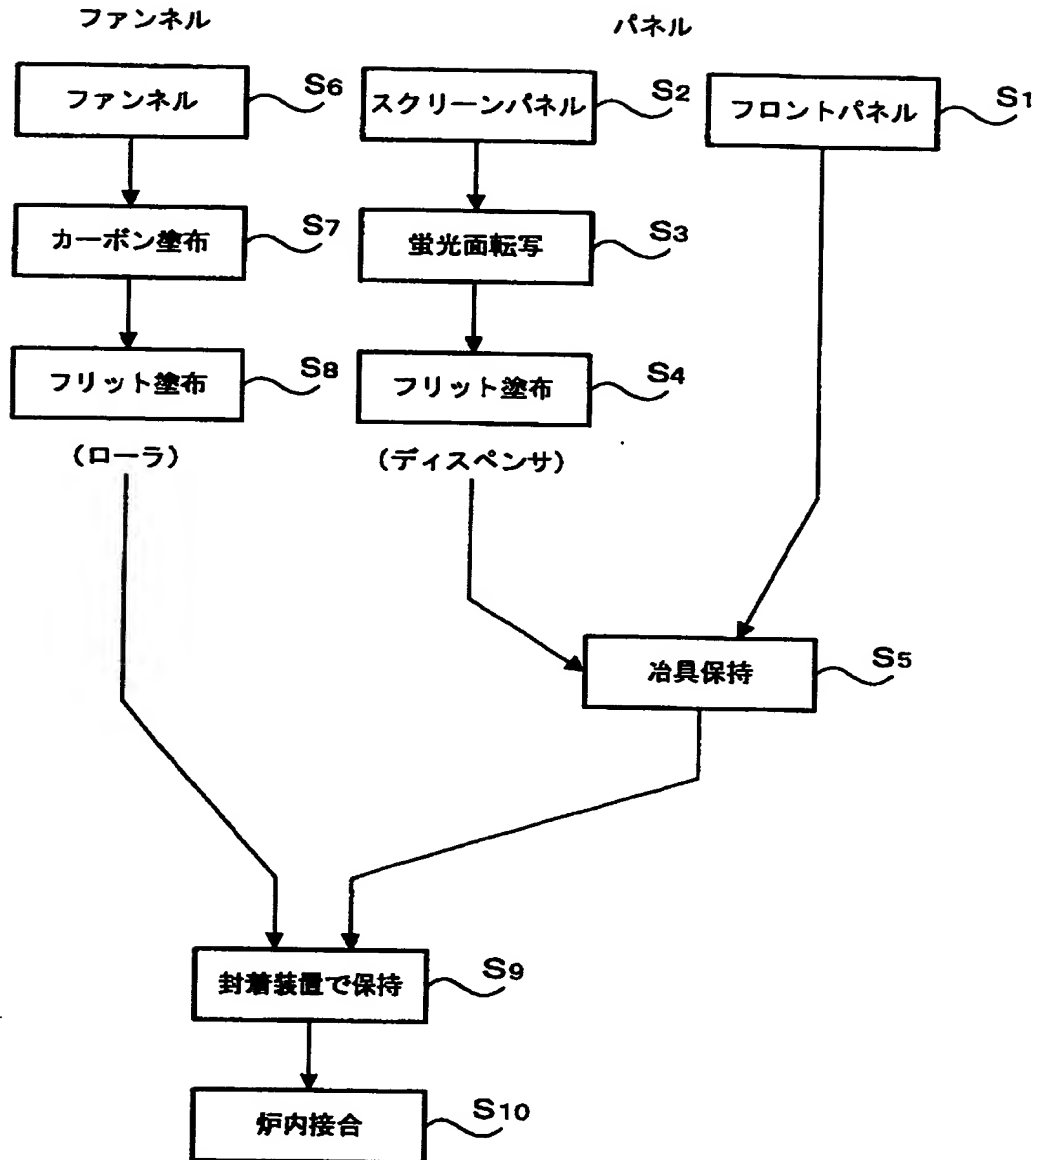 ファンネル
パネル
ファンネル
S6
スクリーンパネル
S2
フロントパネル
S1
カーボン塗布
S7
蛍光面転写
S3
フリット塗布
S8
フリット塗布
S4
(ローラ)
(ディスペンサ)
冶具保持
S5
封着装置で保持
S9
炉内接合
S10